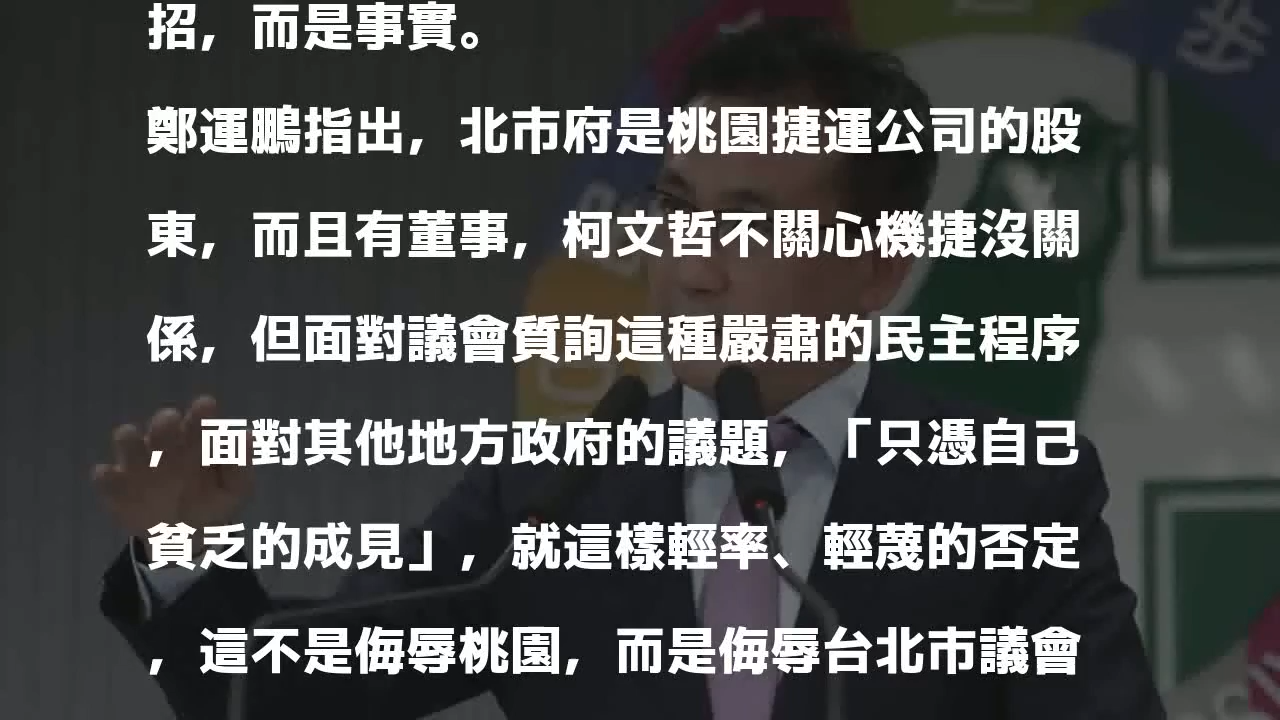 招，而是事實。
鄭運鵬指出，北市府是桃園捷運公司的股
東，而且有董事，柯文哲不關心機捷沒關
係，但面對議會質詢這種嚴肅的民主程序
，面對其他地方政府的議題，「只憑自己
貧乏的成見」，就這樣輕率、輕蔑的否定
，這不是侮辱桃園，而是侮辱台北市議會